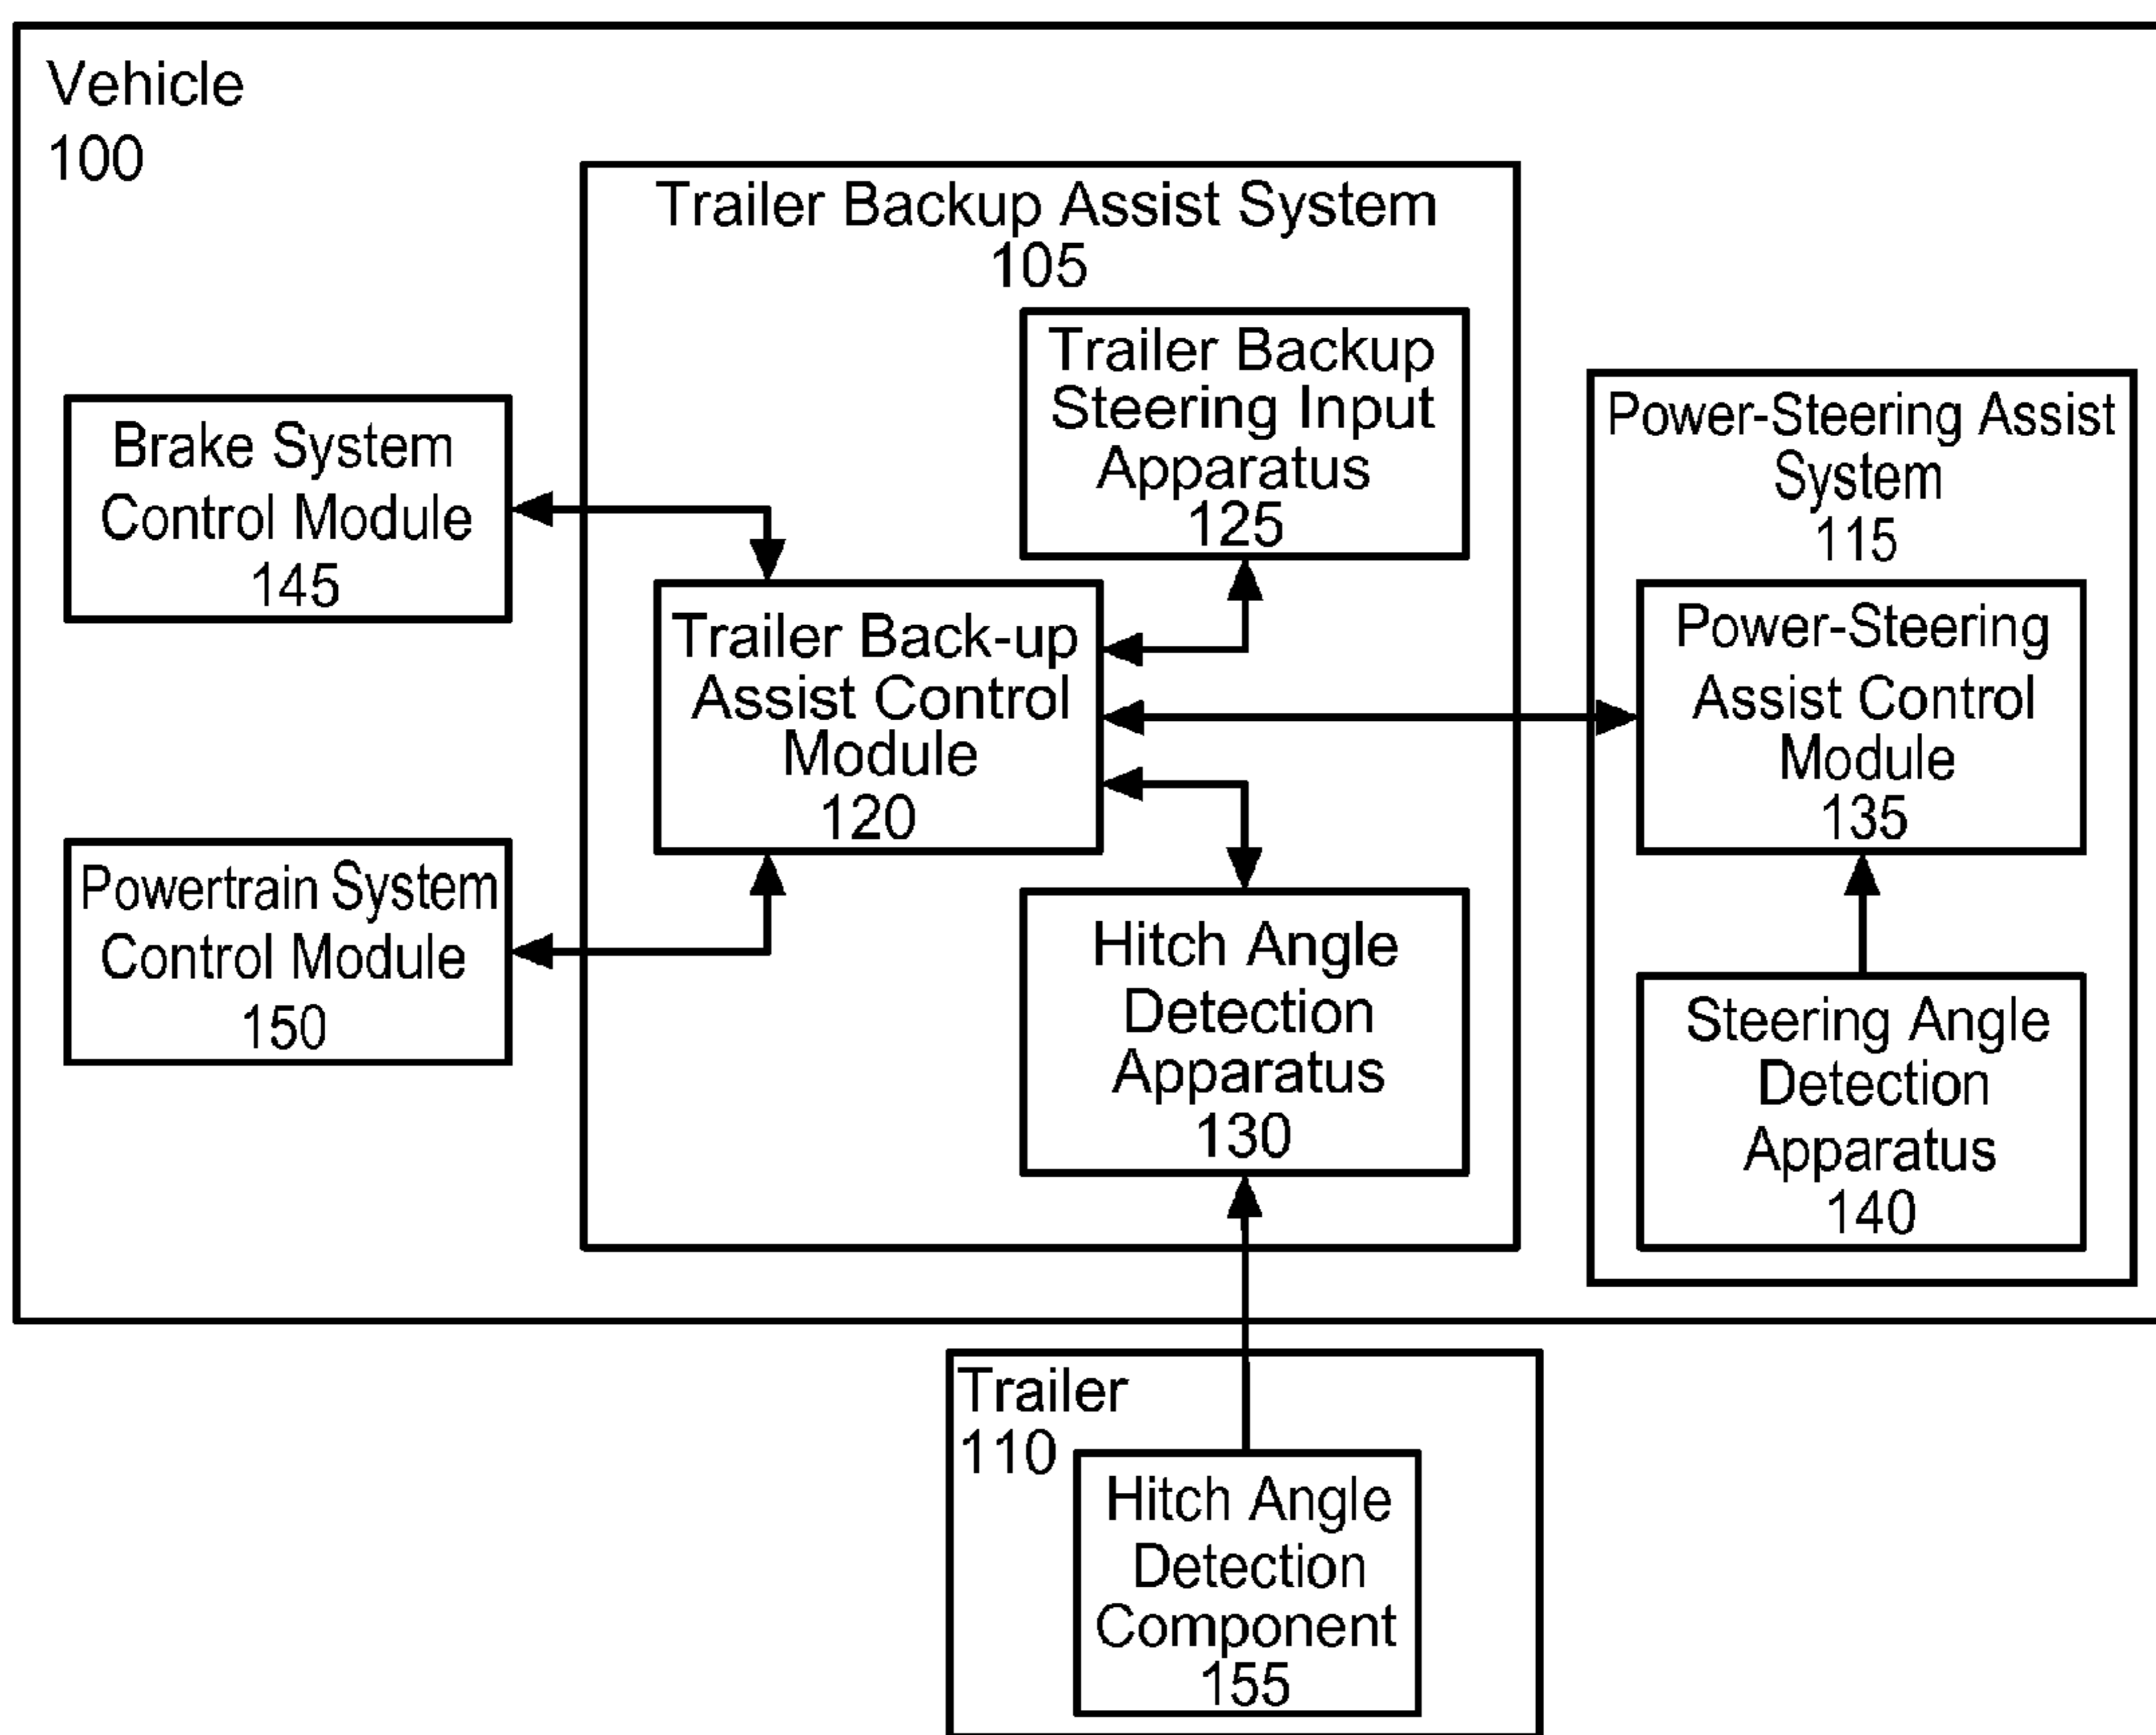 Vehicle
100
Trailer Backup Assist System
105
Trailer Backup
Steering Input
Apparatus
125
Brake System
Control Module
145
Trailer Back-up
Assist Control
Module
120
Powertrain System
Control Module
150
Hitch Angle
Detection
Apparatus
130
Power-Steering Assist
System
115
Power-Steering
Assist Control
Module
135
Steering Angle
Detection
Apparatus
140
Trailer
110
Hitch Angle
Detection
Component
155